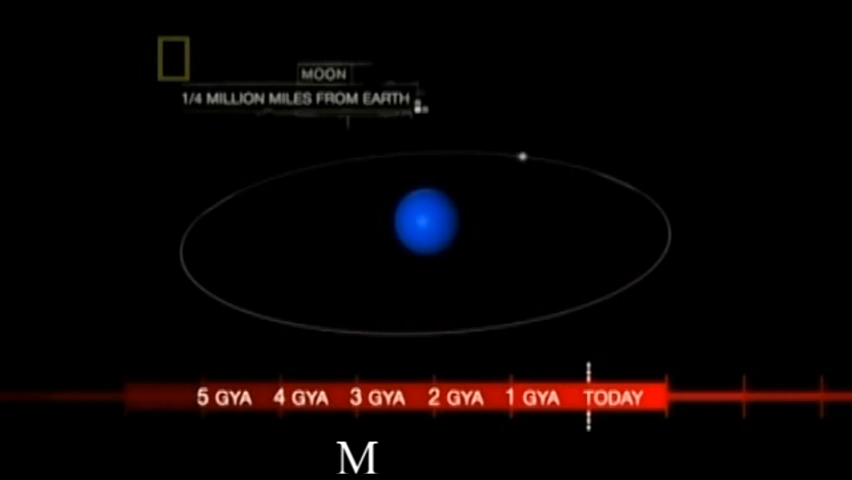 MOON
1/4 MILLION MILES FROM EARTH
5 GYA 4 GYA 3 GYA 2 GYA 1 GYA TODAY
M